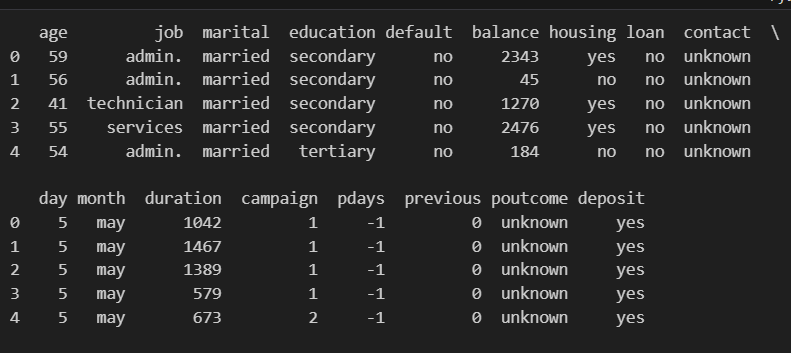 age job marital education default balance housing loan contact \
0 59 admin. married secondary no 2343 yes no unknown
1 56 admin. married secondary no 45 no no unknown
2 41 technician married secondary no 1270 yes no unknown
3 55 services married secondary no 2476 yes no unknown
4 54 admin. married tertiary no 184 no no unknown
day month duration campaign pdays previous poutcome deposit
0 5 may 1042 1 -1 0 unknown yes
1 5 may 1467 1 -1 0 unknown yes
2 5 may 1389 1 -1 0 unknown yes
3 5 may 579 1 -1 0 unknown yes
4 5 may 673 2 -1 0 unknown yes